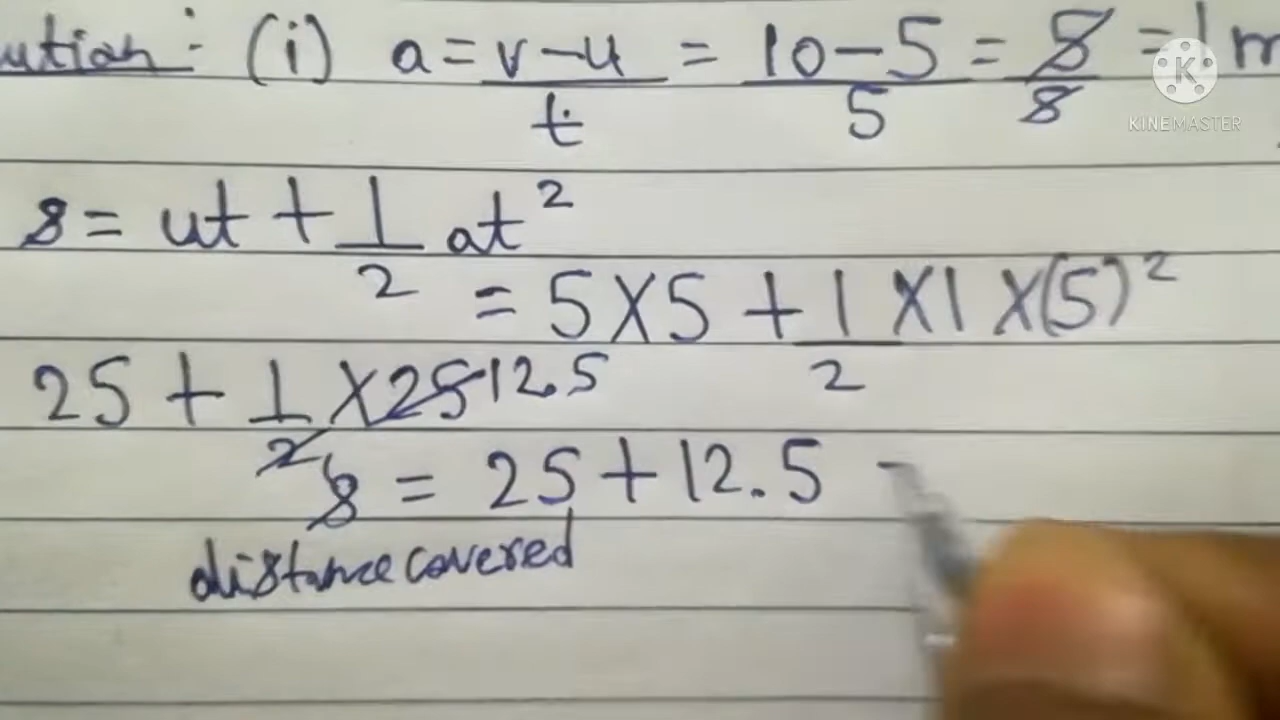 ution:- (i) a = v-u/t = 10-5/5 = 5/5 = 1 m
K
KINEMASTER
s = ut + 1/2 at²
= 5×5 + 1/2 ×1×(5)²
25 + 1/2 ×25 12.5
s = 25 + 12.5
distance covered